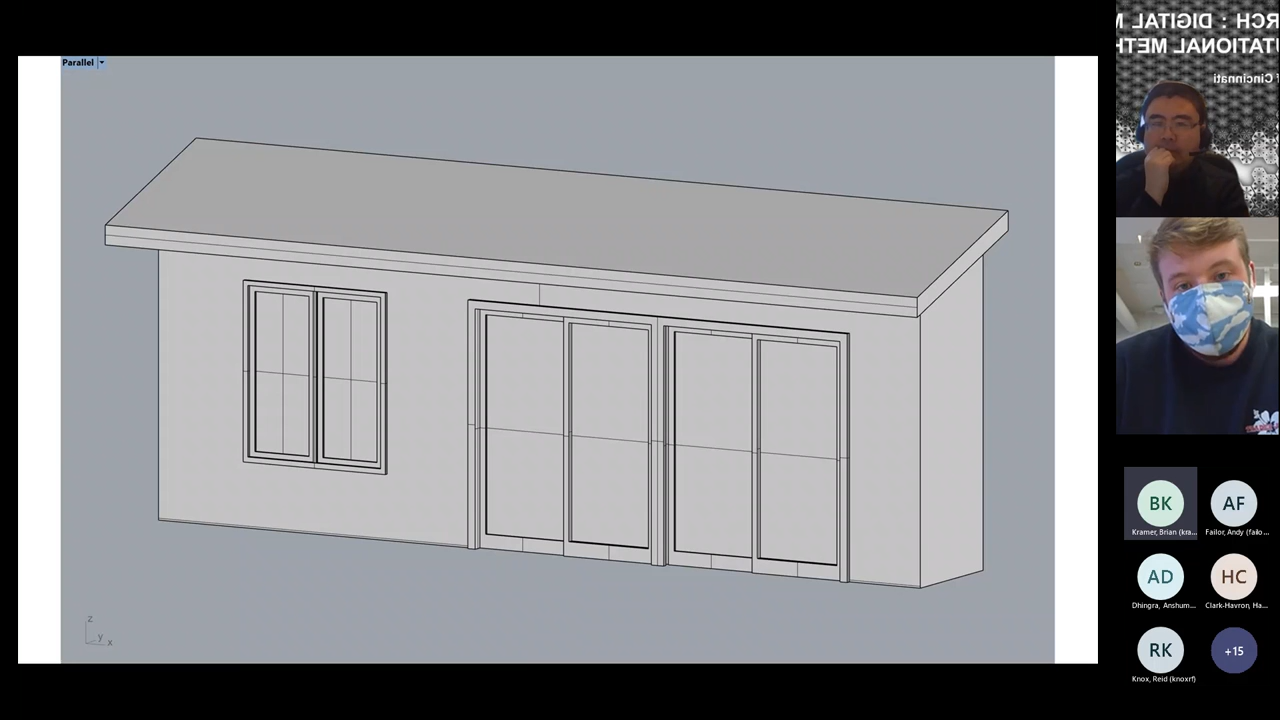 Parallel
z
y
x
RCH : DIGITAL M
UTATIONAL METH
f Cincinnati
BK
Kramer, Brian (kra...
AF
Failor, Andy (failo...
AD
Dhingra, Anshum...
HC
Clark-Havron, Ha...
RK
Knox, Reid (knoxrf)
+15